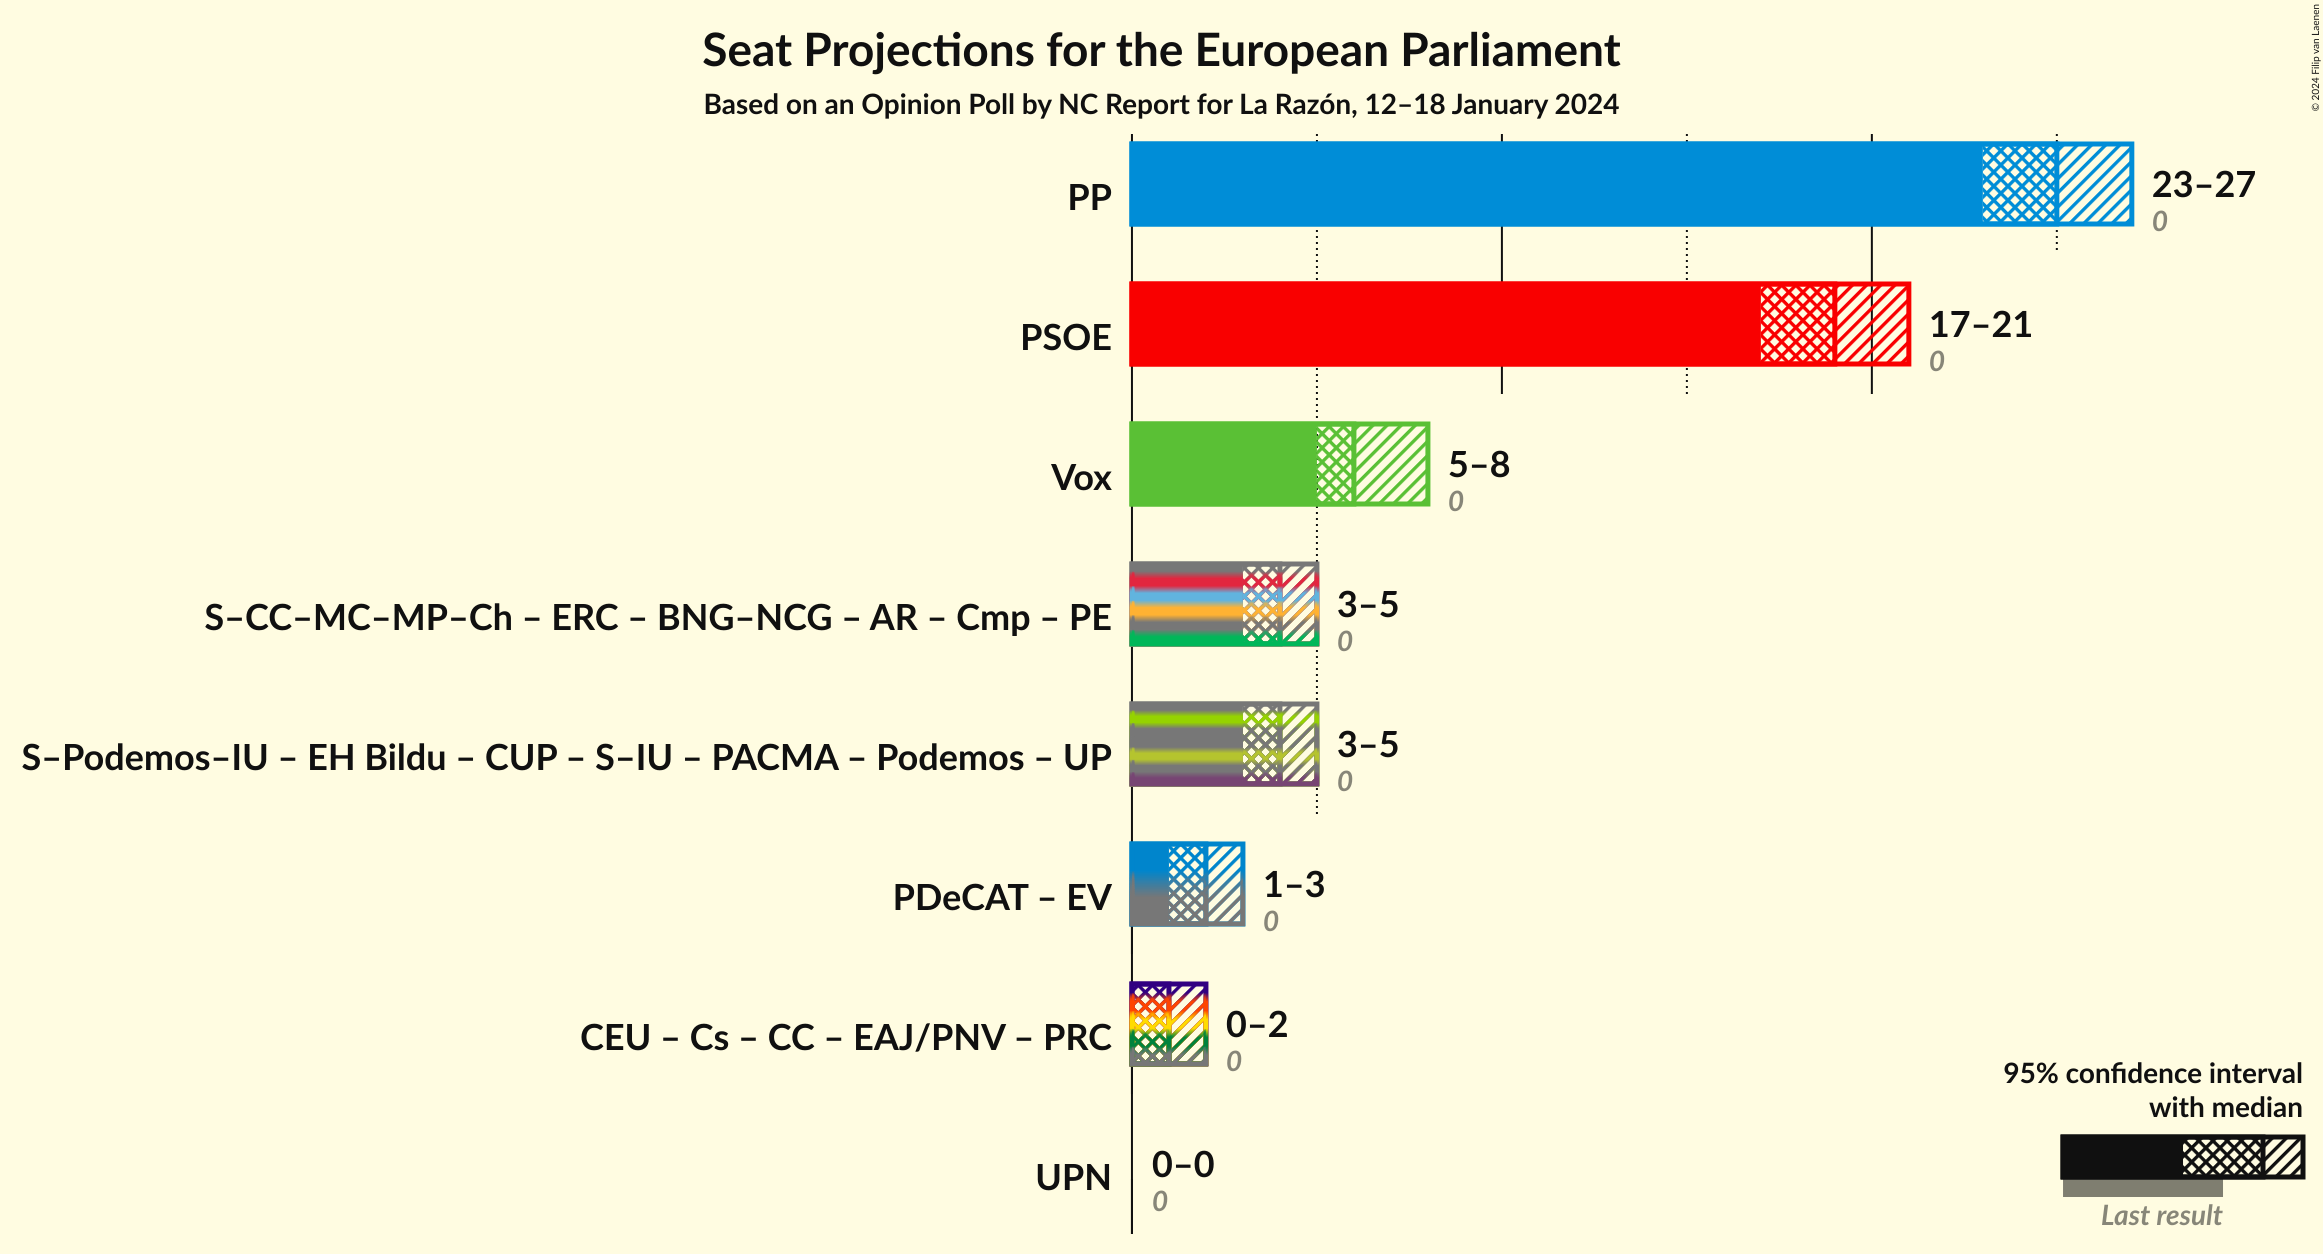 Seat Projections for the European Parliament
Based on an Opinion Poll by NC Report for La Razón, 12–18 January 2024
© 2024 Filip van Laenen
PP
23–27
0
PSOE
17–21
0
Vox
5–8
0
S–CC–MC–MP–Ch – ERC – BNG–NCG – AR – Cmp – PE
3–5
0
S–Podemos–IU – EH Bildu – CUP – S–IU – PACMA – Podemos – UP
3–5
0
PDeCAT – EV
1–3
0
CEU – Cs – CC – EAJ/PNV – PRC
0–2
0
UPN
0–0
0
95% confidence interval
with median
Last result